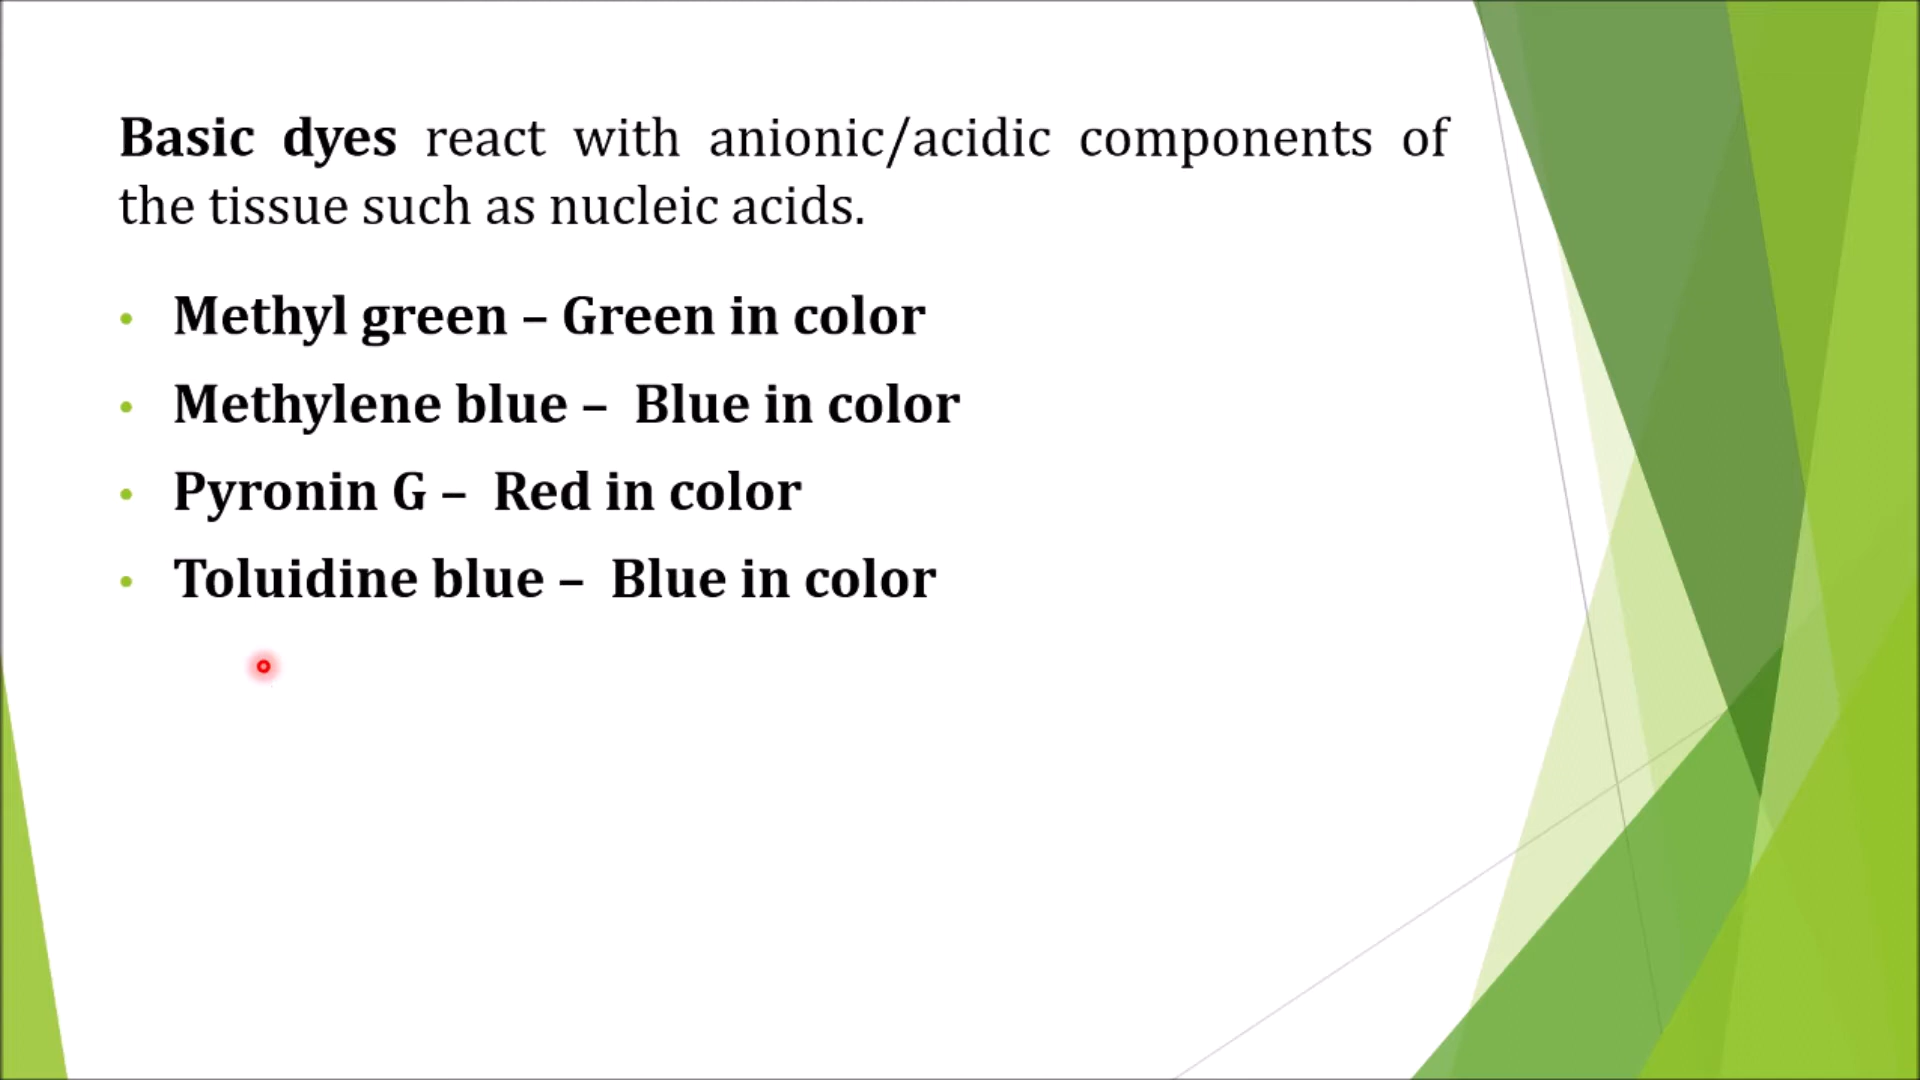 Basic dyes react with anionic/acidic components of
the tissue such as nucleic acids.
• Methyl green – Green in color
• Methylene blue – Blue in color
• Pyronin G – Red in color
• Toluidine blue – Blue in color